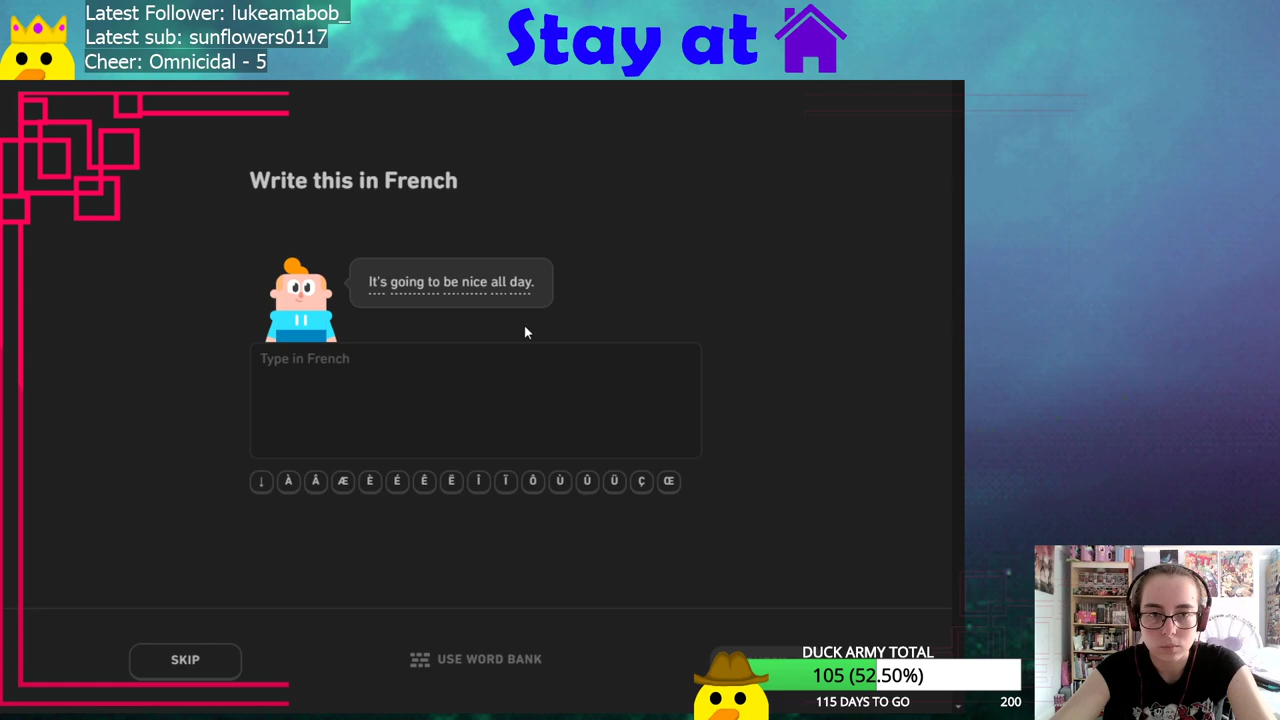 Latest Follower: lukeamabob_
Latest sub: sunflowers0117
Cheer: Omnicidal - 5
Stay at
Write this in French
It's going to be nice all day.
Type in French
↓ À Â Æ È É Ê Ë Î Ï Ô Ù Û Ü Ç Œ
SKIP
USE WORD BANK
DUCK ARMY TOTAL
105 (52.50%)
115 DAYS TO GO
200